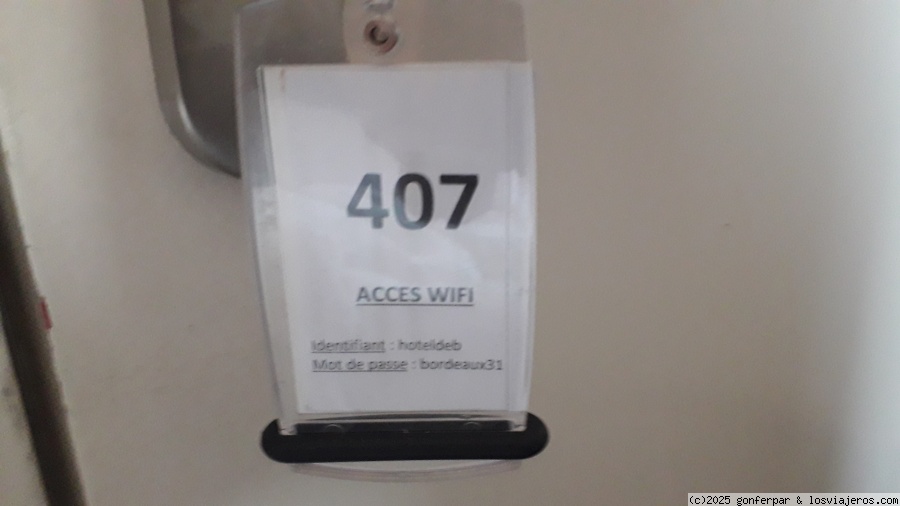 407
ACCES WIFI
Identifiant : hoteldeb
Mot de passe : bordeaux31
(c)2025 gonferpar & losviajeros.com